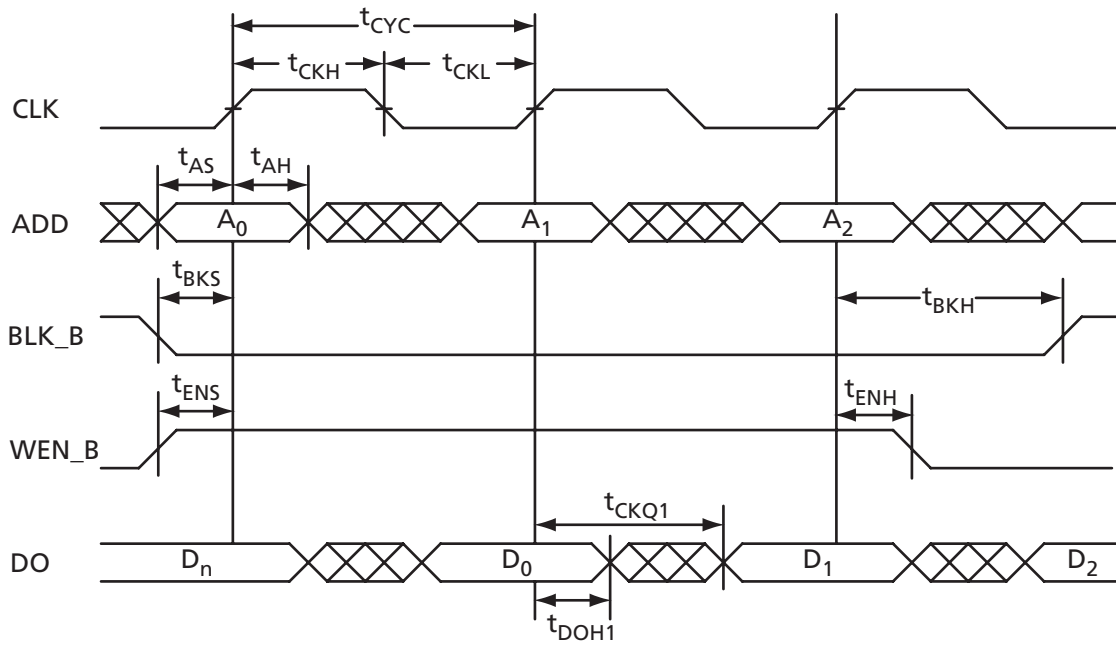 tCYC
tCKH tCKL
CLK
tAS tAH
ADD A0 A1 A2
tBKS
tBKH
BLK_B
tENS tENH
WEN_B
tCKQ1
DO Dn D0 D1 D2
tDOH1